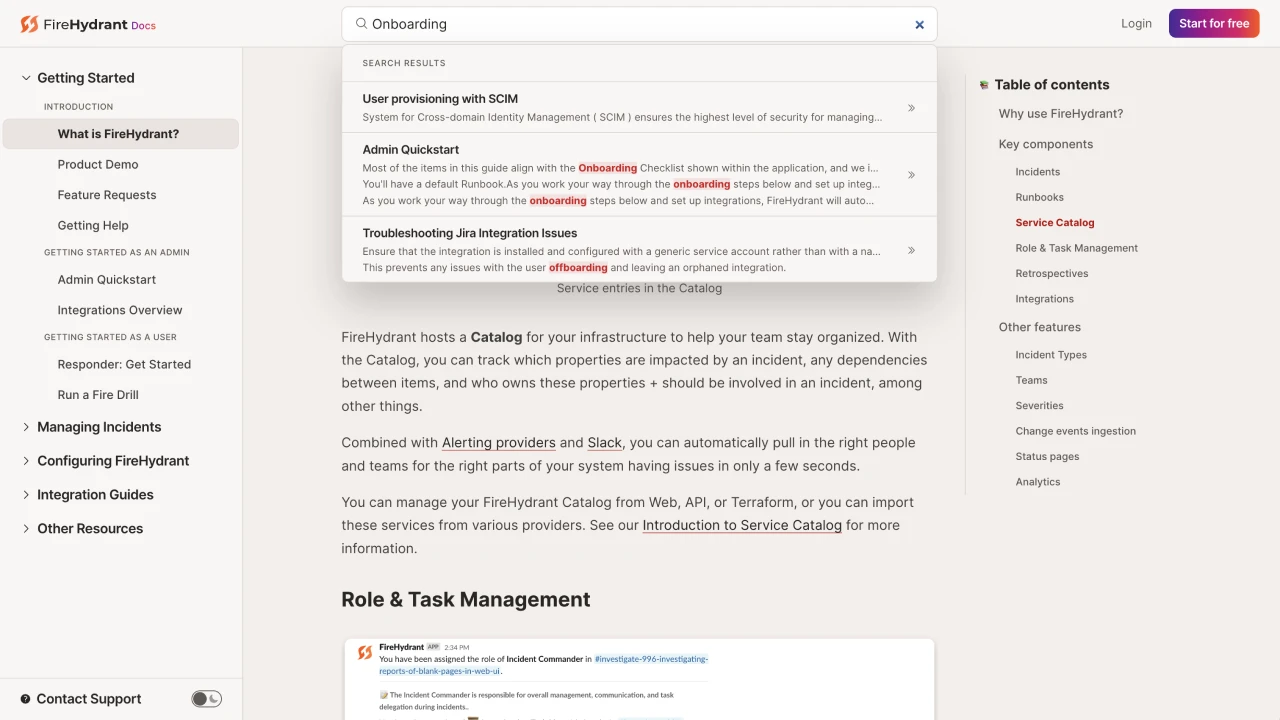 FireHydrant Docs
Onboarding
Login
Start for free
SEARCH RESULTS
User provisioning with SCIM
System for Cross-domain Identity Management ( SCIM ) ensures the highest level of security for managing...
Admin Quickstart
Most of the items in this guide align with the Onboarding Checklist shown within the application, and we i...
You'll have a default Runbook.As you work your way through the onboarding steps below and set up integ...
As you work your way through the onboarding steps below and set up integrations, FireHydrant will auto...
Troubleshooting Jira Integration Issues
Ensure that the integration is installed and configured with a generic service account rather than with a na...
This prevents any issues with the user offboarding and leaving an orphaned integration.
Getting Started
INTRODUCTION
What is FireHydrant?
Product Demo
Feature Requests
Getting Help
GETTING STARTED AS AN ADMIN
Admin Quickstart
Integrations Overview
GETTING STARTED AS A USER
Responder: Get Started
Run a Fire Drill
Managing Incidents
Configuring FireHydrant
Integration Guides
Other Resources
Contact Support
Service entries in the Catalog
FireHydrant hosts a Catalog for your infrastructure to help your team stay organized. With
the Catalog, you can track which properties are impacted by an incident, any dependencies
between items, and who owns these properties + should be involved in an incident, among
other things.
Combined with Alerting providers and Slack, you can automatically pull in the right people
and teams for the right parts of your system having issues in only a few seconds.
You can manage your FireHydrant Catalog from Web, API, or Terraform, or you can import
these services from various providers. See our Introduction to Service Catalog for more
information.
Role & Task Management
FireHydrant APP 2:34 PM
You have been assigned the role of Incident Commander in #investigate-996-investigating-
reports-of-blank-pages-in-web-ui.
The Incident Commander is responsible for overall management, communication, and task
delegation during incidents..
Table of contents
Why use FireHydrant?
Key components
Incidents
Runbooks
Service Catalog
Role & Task Management
Retrospectives
Integrations
Other features
Incident Types
Teams
Severities
Change events ingestion
Status pages
Analytics